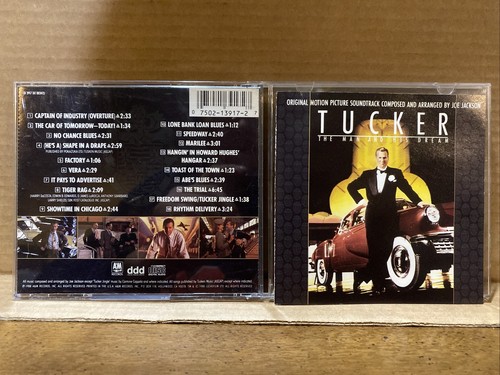 CAPTAIN OF INDUSTRY (OVERTURE) 2:33
THE CAR OF TOMORROW—TODAY! 1:34
NO CHANCE BLUES 2:31
(HE'S A) SHAPE IN A DRAPE 2:59
FACTORY 1:06
VERA 2:29
IT PAYS TO ADVERTISE :41
TIGER RAG 2:09
SHOWTIME IN CHICAGO 2:44
LONE BANK LOAN BLUES 1:12
SPEEDWAY 2:40
MARILEE 3:01
HANGIN' IN HOWARD HUGHES'
HANGAR 2:37
TOAST OF THE TOWN 1:23
ABE'S BLUES 2:39
THE TRIAL 6:45
FREEDOM SWING/TUCKER JINGLE 1:38
RHYTHM DELIVERY 3:24
7502-13917-2
AM
ddd
ORIGINAL MOTION PICTURE SOUNDTRACK COMPOSED AND ARRANGED BY JOE JACKSON
TUCKER
THE MAN AND HIS DREAM